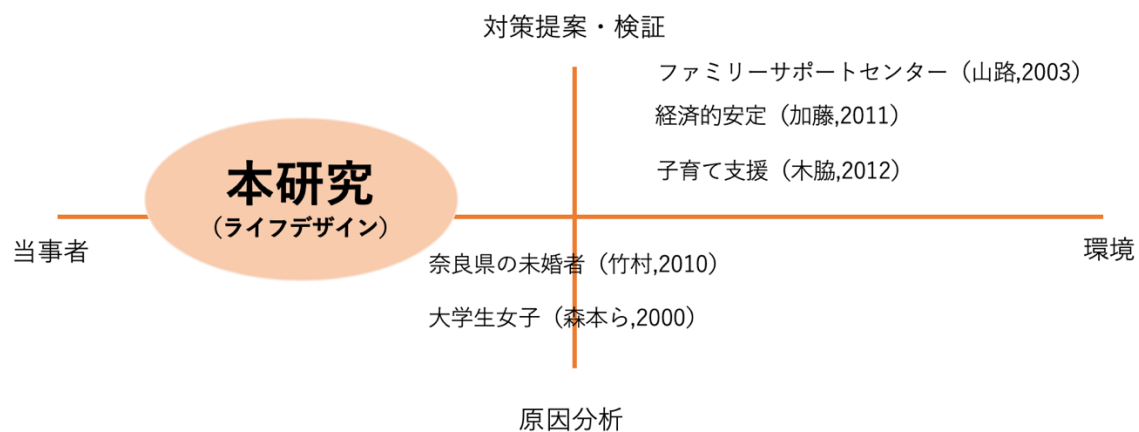 対策提案・検証
ファミリーサポートセンター（山路,2003）
経済的安定（加藤,2011）
子育て支援（木脇,2012）
本研究
（ライフデザイン）
当事者
環境
奈良県の未婚者（竹村,2010）
大学生女子（森本ら,2000）
原因分析